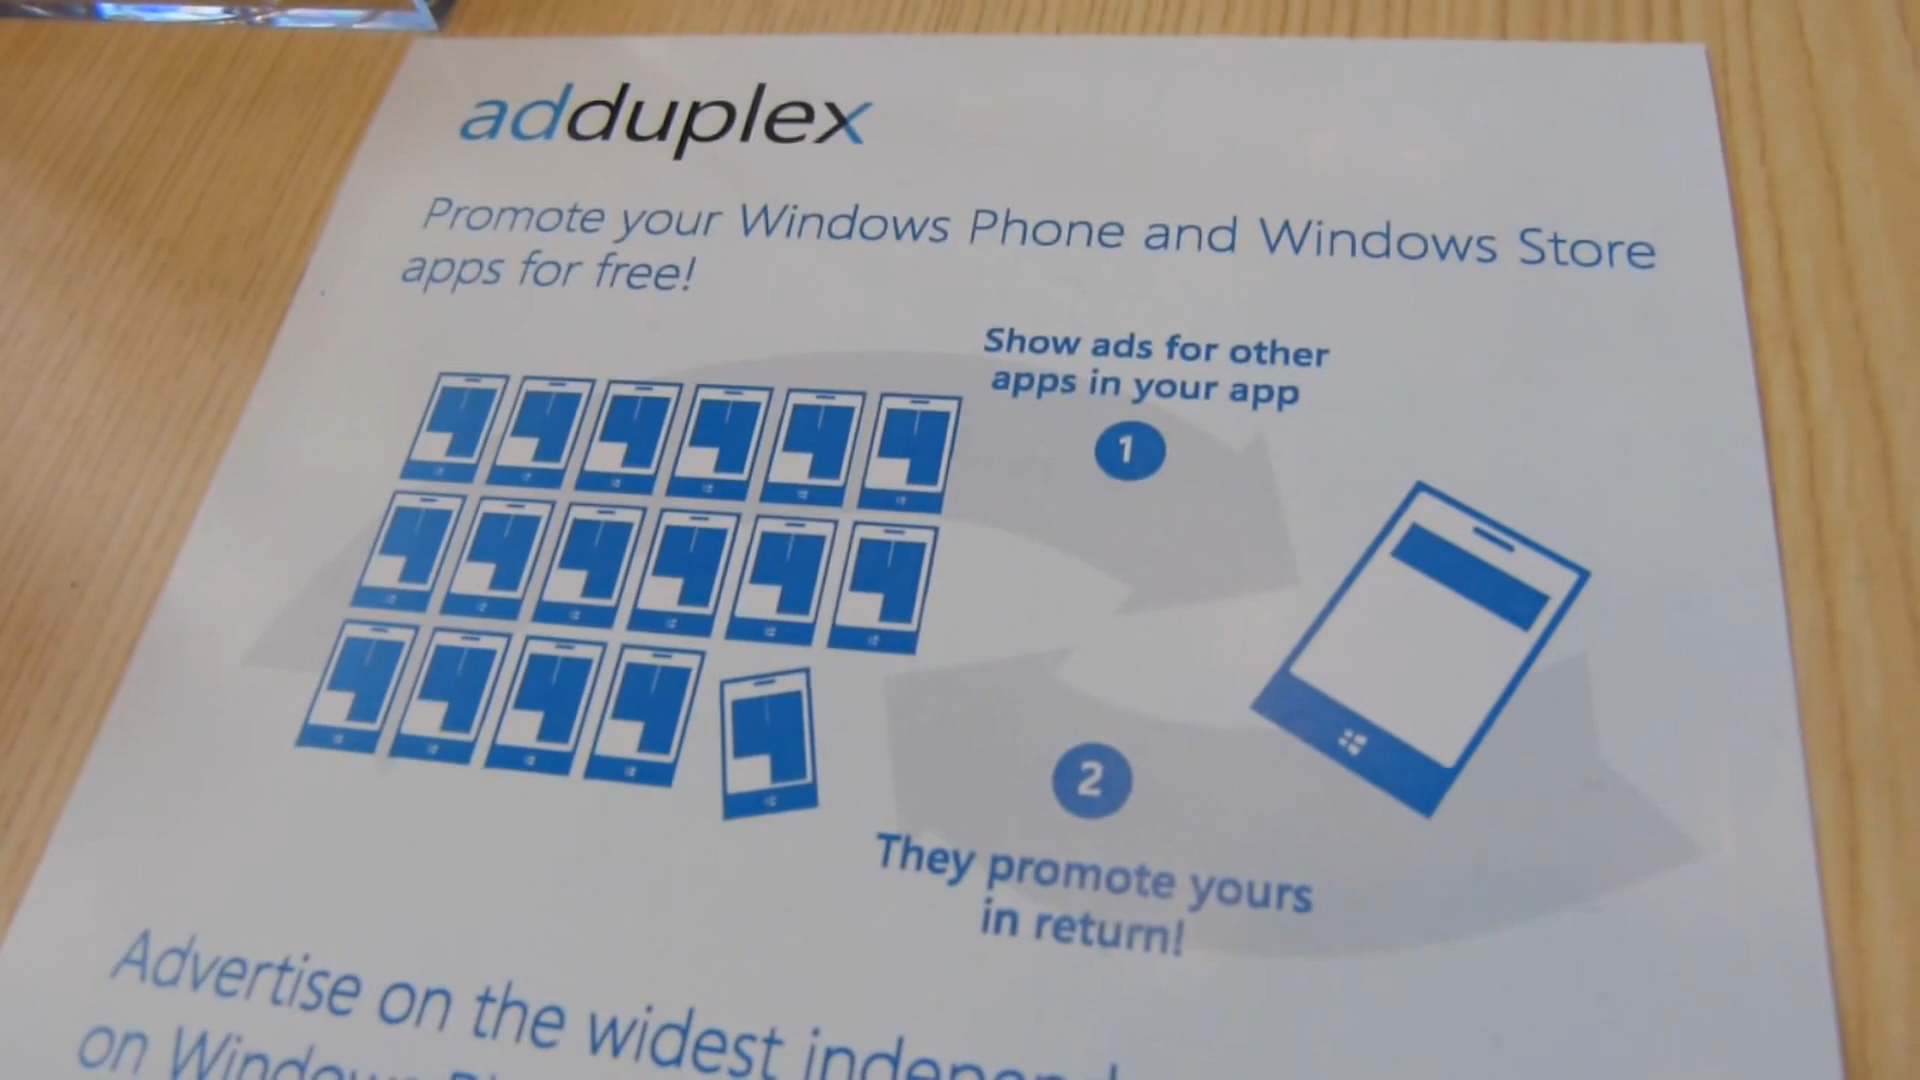 adduplex
Promote your Windows Phone and Windows Store
apps for free!
Show ads for other
apps in your app
1
2
They promote yours
in return!
Advertise on the widest
on